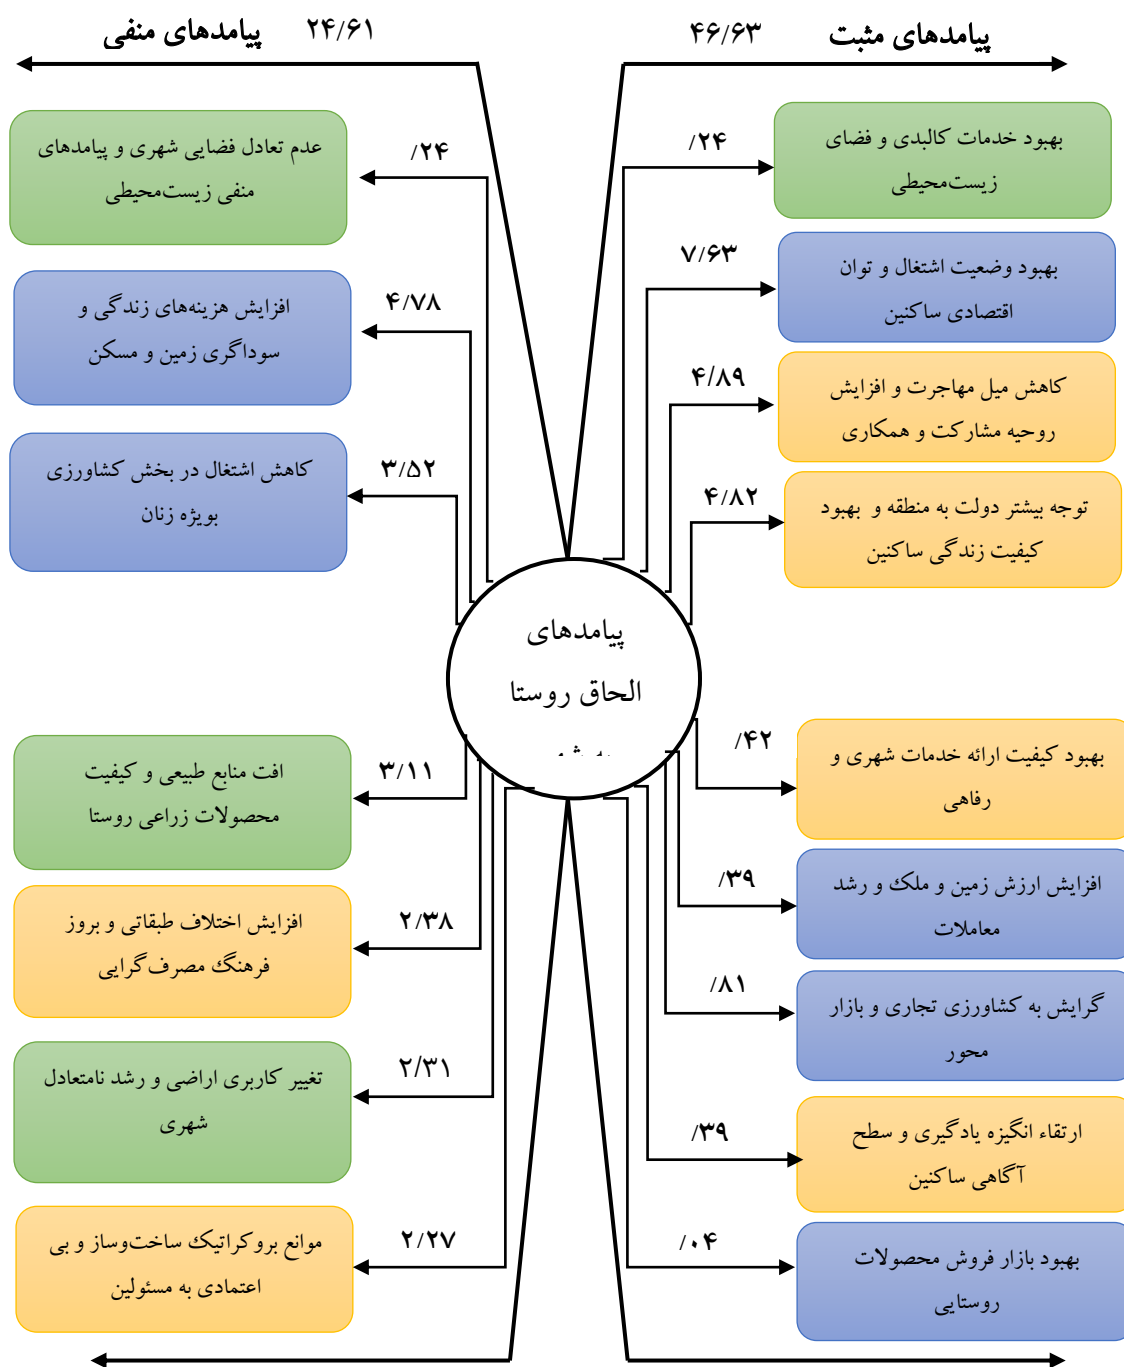 پیامدهای مثبت
۴۶/۶۳
بهبود خدمات کالبدی و فضای
زیست‌محیطی
/۲۴
بهبود وضعیت اشتغال و توان
اقتصادی ساکنین
۷/۶۳
کاهش میل مهاجرت و افزایش
روحیه مشارکت و همکاری
۴/۸۹
توجه بیشتر دولت به منطقه و بهبود
کیفیت زندگی ساکنین
۴/۸۲
بهبود کیفیت ارائه خدمات شهری و
رفاهی
/۴۲
افزایش ارزش زمین و ملک و رشد
معاملات
/۳۹
گرایش به کشاورزی تجاری و بازار
محور
/۸۱
ارتقاء انگیزه یادگیری و سطح
آگاهی ساکنین
/۳۹
بهبود بازار فروش محصولات
روستایی
/۰۴
پیامدهای
الحاق روستا
پیامدهای منفی
۲۴/۶۱
عدم تعادل فضایی شهری و پیامدهای
منفی زیست‌محیطی
/۲۴
افزایش هزینه‌های زندگی و
سوداگری زمین و مسکن
۴/۷۸
کاهش اشتغال در بخش کشاورزی
بویژه زنان
۳/۵۲
افت منابع طبیعی و کیفیت
محصولات زراعی روستا
۳/۱۱
افزایش اختلاف طبقاتی و بروز
فرهنگ مصرف‌گرایی
۲/۳۸
تغییر کاربری اراضی و رشد نامتعادل
شهری
۲/۳۱
موانع بروکراتیک ساخت‌وساز و بی
اعتمادی به مسئولین
۲/۲۷